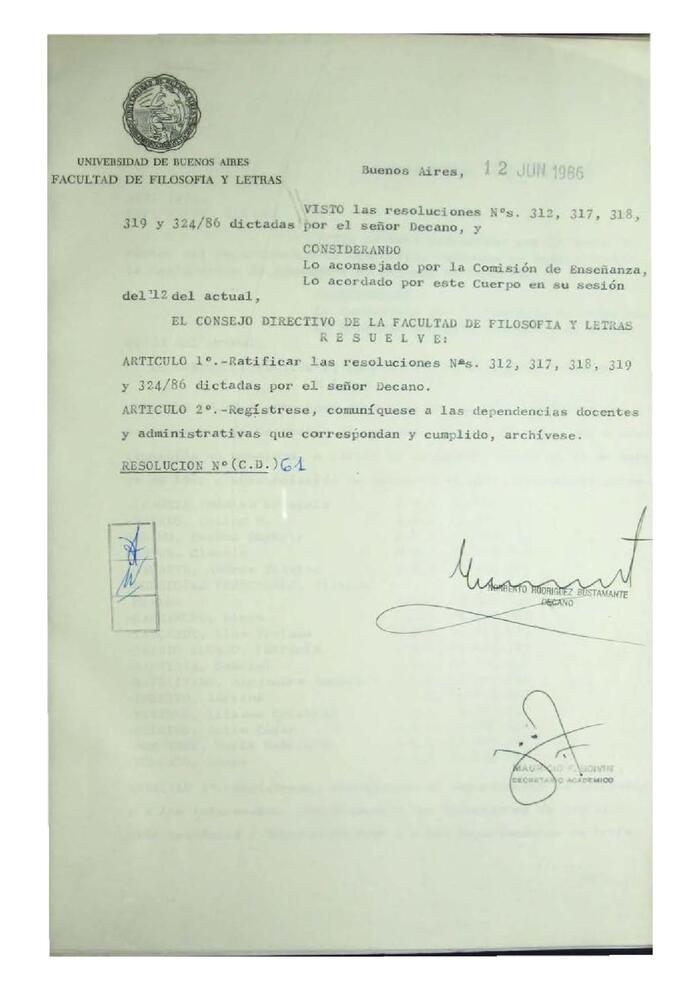 UNIVERSIDAD DE BUENOS AIRES
FACULTAD DE FILOSOFIA Y LETRAS
Buenos Aires, 12 JUN 1986
VISTO las resoluciones Nºs. 312, 317, 318,
319 y 324/86 dictadas por el señor Decano, y
CONSIDERANDO
Lo aconsejado por la Comisión de Enseñanza,
Lo acordado por este Cuerpo en su sesión
del 12 del actual,
EL CONSEJO DIRECTIVO DE LA FACULTAD DE FILOSOFIA Y LETRAS
R E S U E L V E:
ARTICULO 1º.-Ratificar las resoluciones Nºs. 312, 317, 318, 319
y 324/86 dictadas por el señor Decano.
ARTICULO 2º.-Regístrese, comuníquese a las dependencias docentes
y administrativas que correspondan y cumplido, archívese.
RESOLUCION Nº(C.D.)61
NORBERTO RODRIGUEZ BUSTAMANTE
DECANO
MAURICIO F. BOIVIN
SECRETARIO ACADEMICO